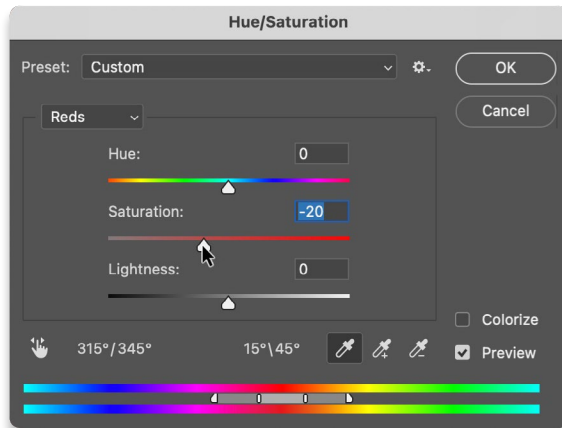 Hue/Saturation
Preset: Custom
OK
Cancel
Reds
Hue: 0
Saturation: -20
Lightness: 0
Colorize
Preview
315°/345° 15°\45°